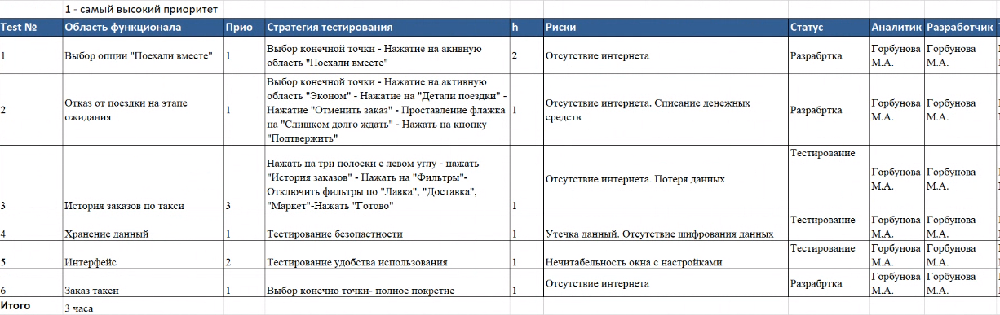 1 - самый высокий приоритет
Test № Область функционала Прио Стратегия тестирования h Риски Статус Аналитик Разработчик
1 Выбор опции "Поехали вместе" 1 Выбор конечной точки - Нажатие на акивную область "Поехали вместе" 2 Отсутствие интернета Разрабртка Горбунова М.А. Горбунова М.А.
2 Отказ от поездки на этапе ожидания 1 Выбор конечной точки - Нажатие на активную область "Эконом" - Нажатие на "Детали поездки" - Нажатие "Отменить заказ" - Проставление флажка на "Слишком долго ждать" - Нажать на кнопку "Подтвержить" 1 Отсутствие интернета. Списание денежных средств Разрабртка Горбунова М.А. Горбунова М.А.
3 История заказов по такси 3 Нажать на три полоски с левом углу - нажать "История заказов" - Нажать на "Фильтры"- Отключить фильтры по "Лавка", "Доставка", "Маркет"-Нажать "Готово" 1 Отсутствие интернета. Потеря данных Тестирование Горбунова М.А. Горбунова М.А.
4 Хранение данный 1 Тестирование безопастности 1 Утечка данный. Отсутствие шифрования данных Тестирование Горбунова М.А. Горбунова М.А.
5 Интерфейс 2 Тестирование удобства использования 1 Нечитабельность окна с настройками Тестирование Горбунова М.А. Горбунова М.А.
6 Заказ такси 1 Выбор конечно точки- полное покретие 1 Отсутствие интернета Разрабртка Горбунова М.А. Горбунова М.А.
Итого 3 часа